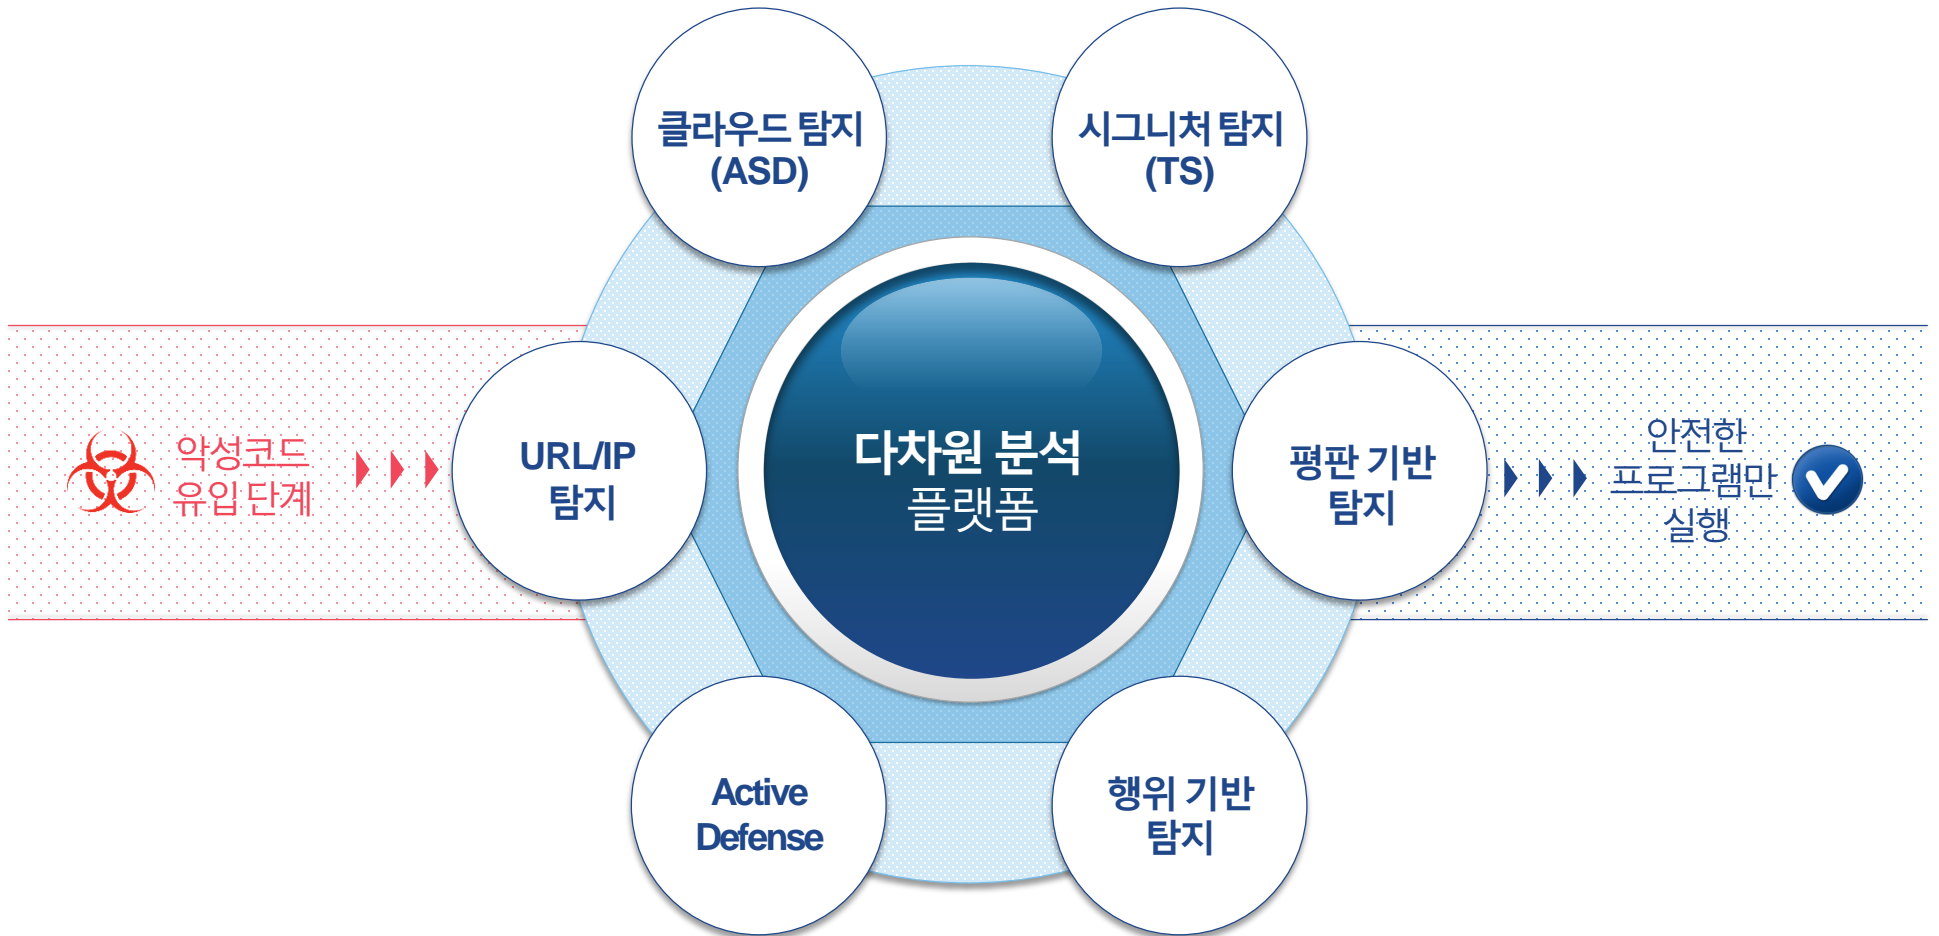 클라우드 탐지
(ASD)
시그니처 탐지
(TS)
악성코드
유입 단계
URL/IP
탐지
다차원 분석
플랫폼
평판 기반
탐지
안전한
프로그램만
실행
Active
Defense
행위 기반
탐지